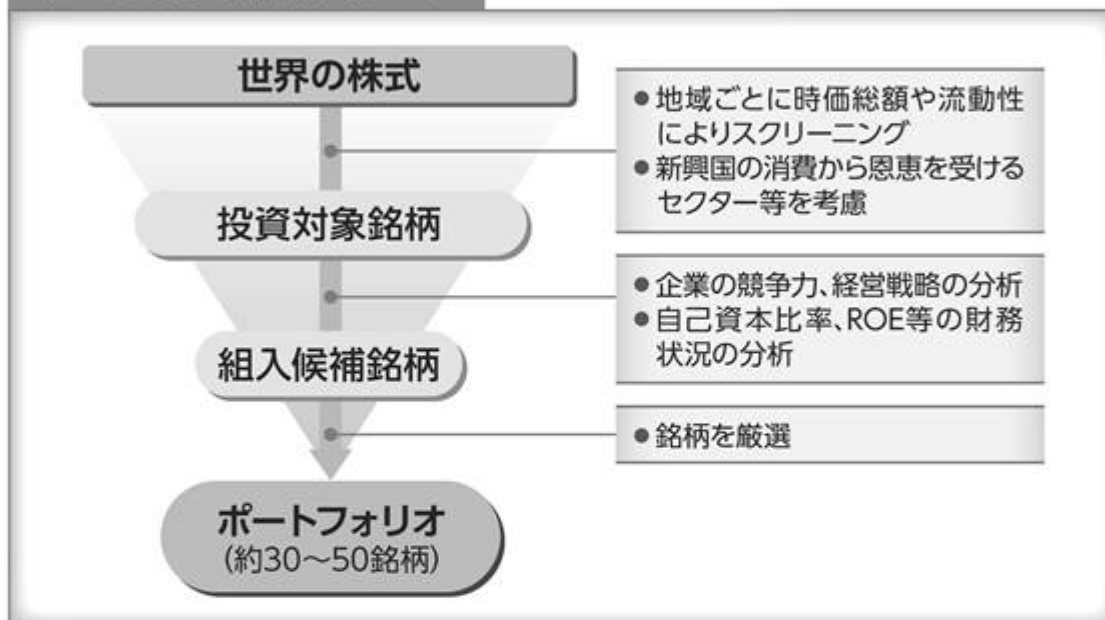 世界の株式
●地域ごとに時価総額や流動性
によりスクリーニング
●新興国の消費から恩恵を受ける
セクター等を考慮
投資対象銘柄
●企業の競争力、経営戦略の分析
●自己資本比率、ROE等の財務
状況の分析
組入候補銘柄
●銘柄を厳選
ポートフォリオ
(約30～50銘柄)